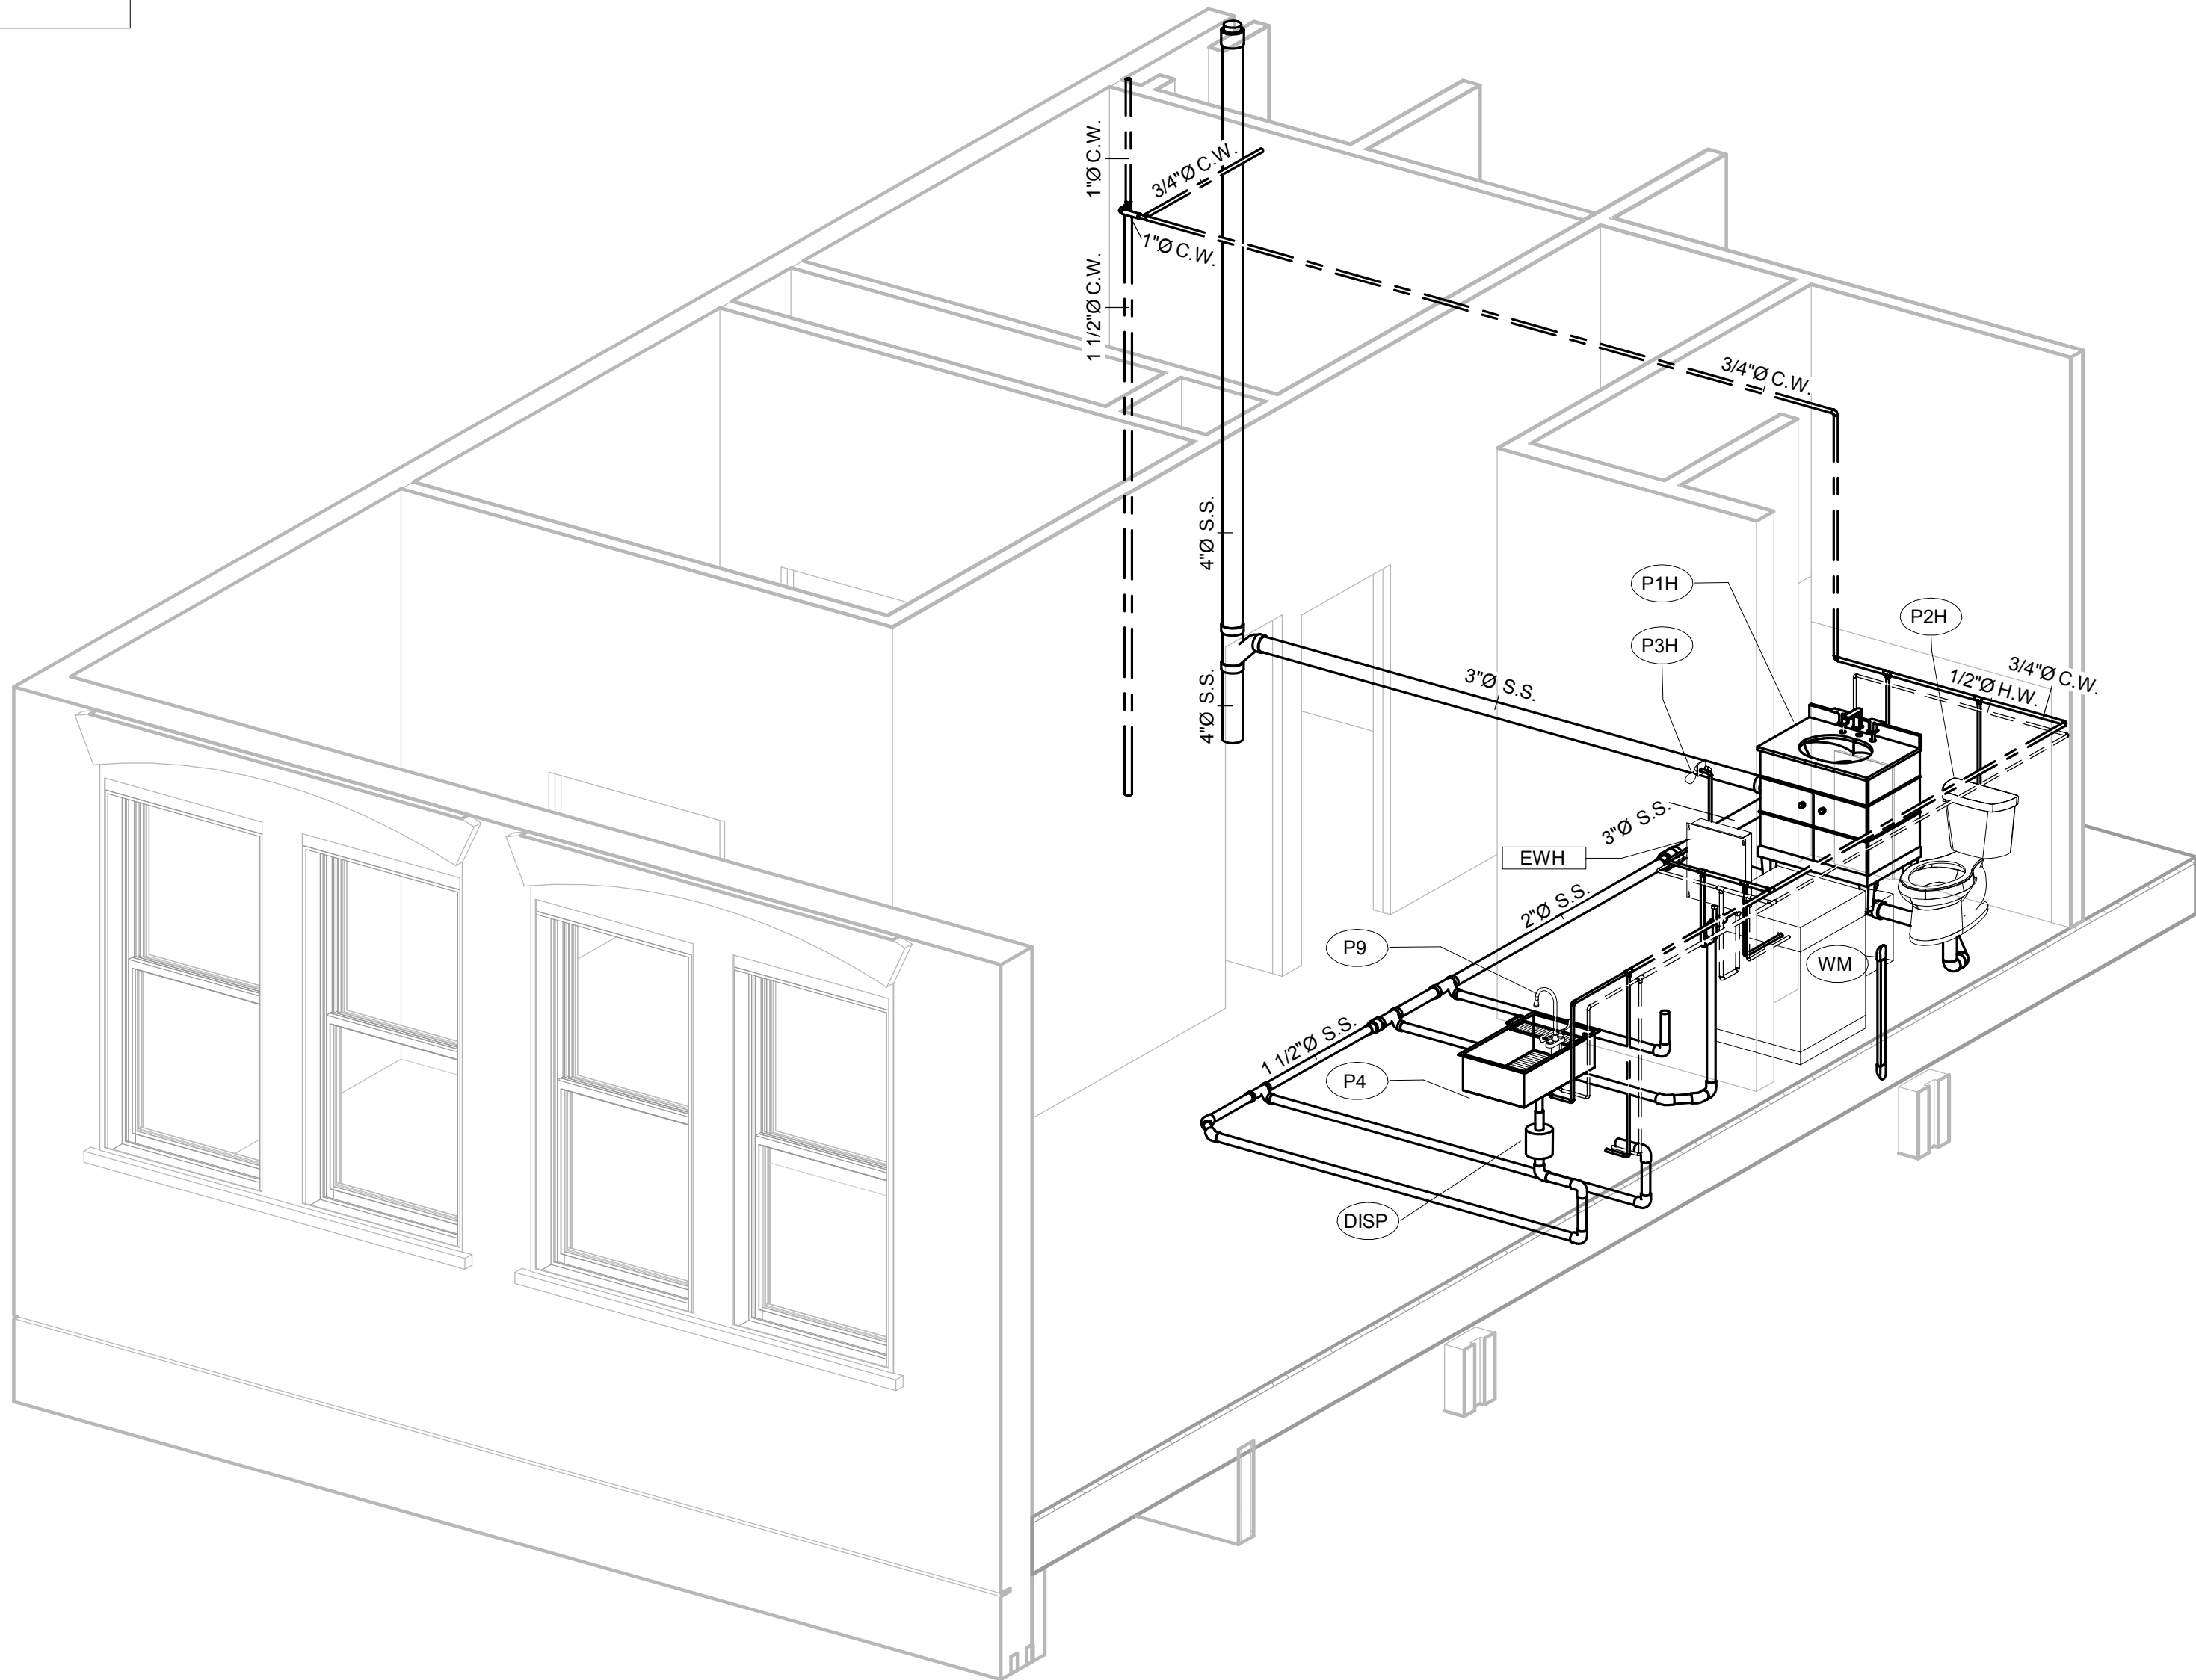 1"Ø C.W.
3/4"Ø C.W.
1"Ø C.W.
1 1/2"Ø C.W.
3/4"Ø C.W.
4"Ø S.S.
P1H
P2H
P3H
3/4"Ø C.W.
1/2"Ø H.W.
3"Ø S.S.
4"Ø S.S.
3"Ø S.S.
EWH
2"Ø S.S.
P9
WM
1 1/2"Ø S.S.
P4
DISP